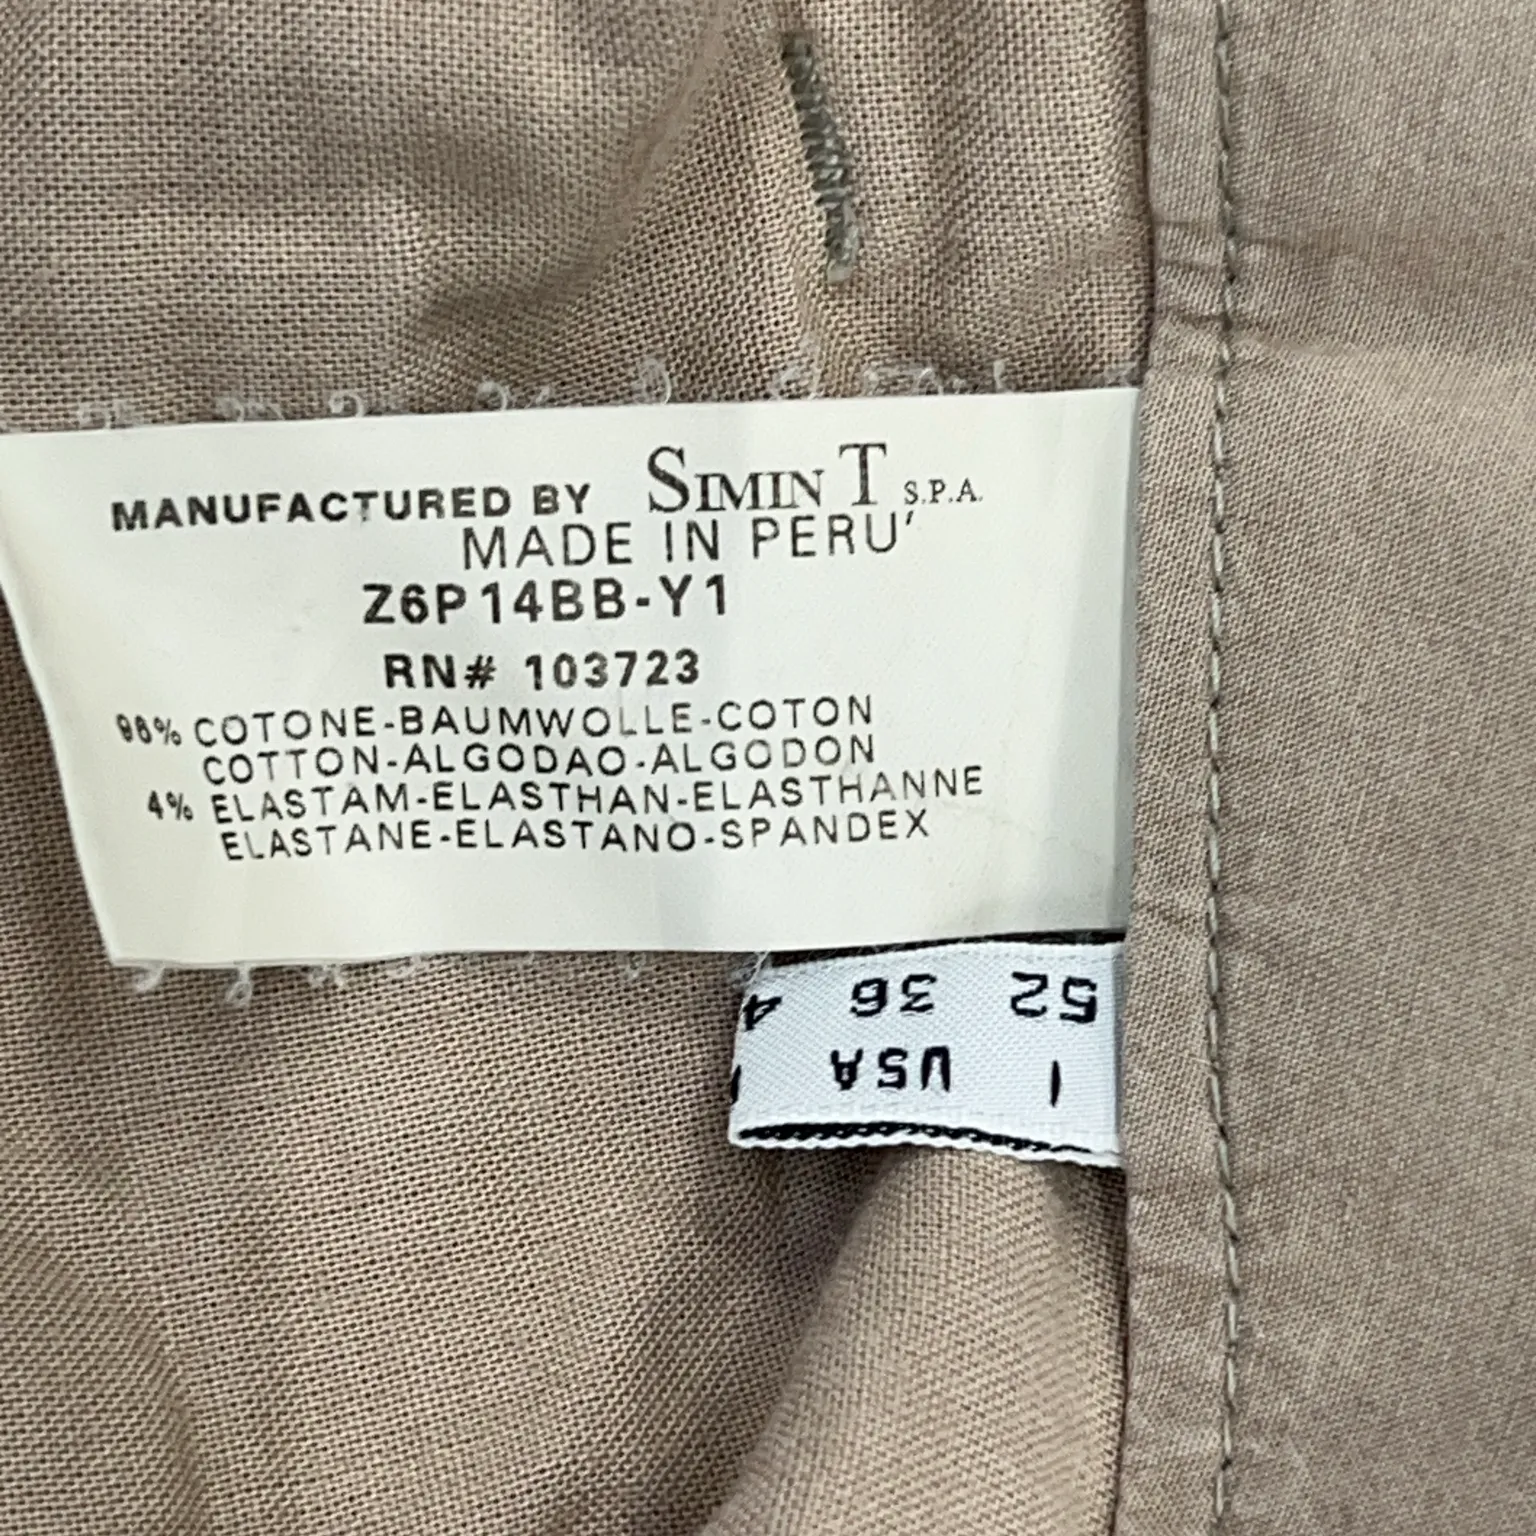 MANUFACTURED BY SIMIN T S.P.A.
MADE IN PERU'
Z6P14BB-Y1
RN# 103723
96% COTONE-BAUMWOLLE-COTON
COTTON-ALGODAO-ALGODON
4% ELASTAM-ELASTHAN-ELASTHANNE
ELASTANE-ELASTANO-SPANDEX
I USA
52 36 4